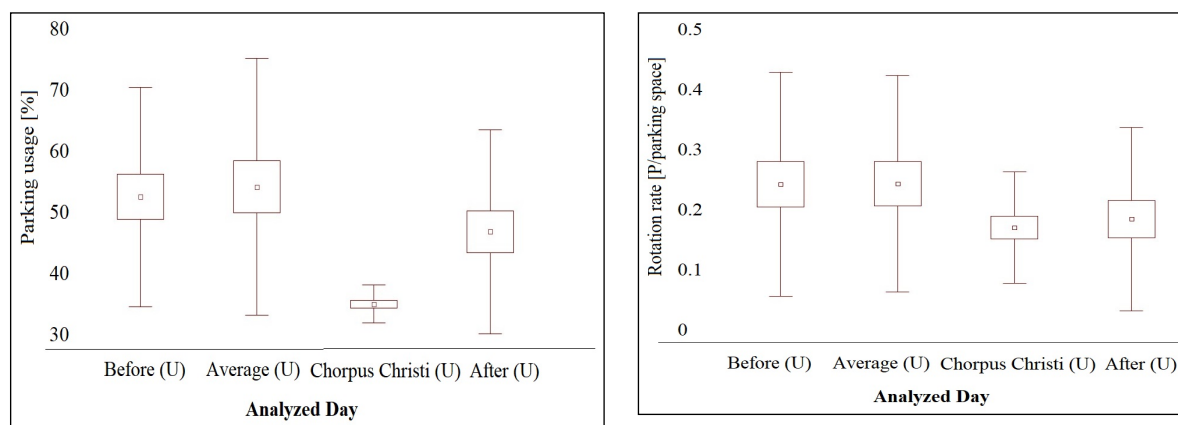 80
70
60
50
40
30
Parking usage [%]
Before (U)
Average (U)
Chorpus Christi (U)
After (U)
Analyzed Day
0.5
0.4
0.3
0.2
0.1
0
Rotation rate [P/parking space]
Before (U)
Average (U)
Chorpus Christi (U)
After (U)
Analyzed Day